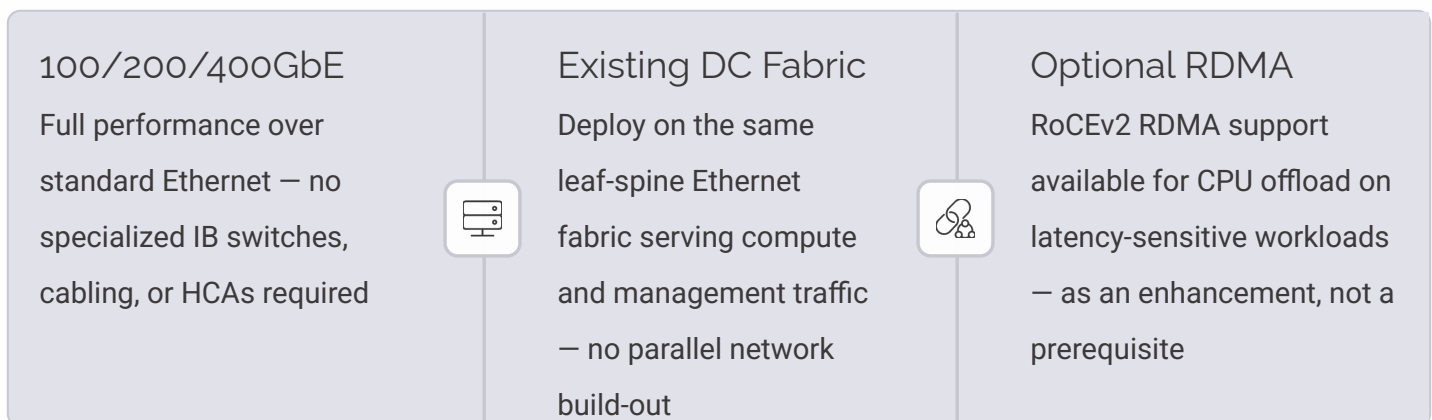 100/200/400GbE
Full performance over
standard Ethernet — no
specialized IB switches,
cabling, or HCAs required
Existing DC Fabric
Deploy on the same
leaf-spine Ethernet
fabric serving compute
and management traffic
— no parallel network
build-out
Optional RDMA
RoCEv2 RDMA support
available for CPU offload on
latency-sensitive workloads
— as an enhancement, not a
prerequisite